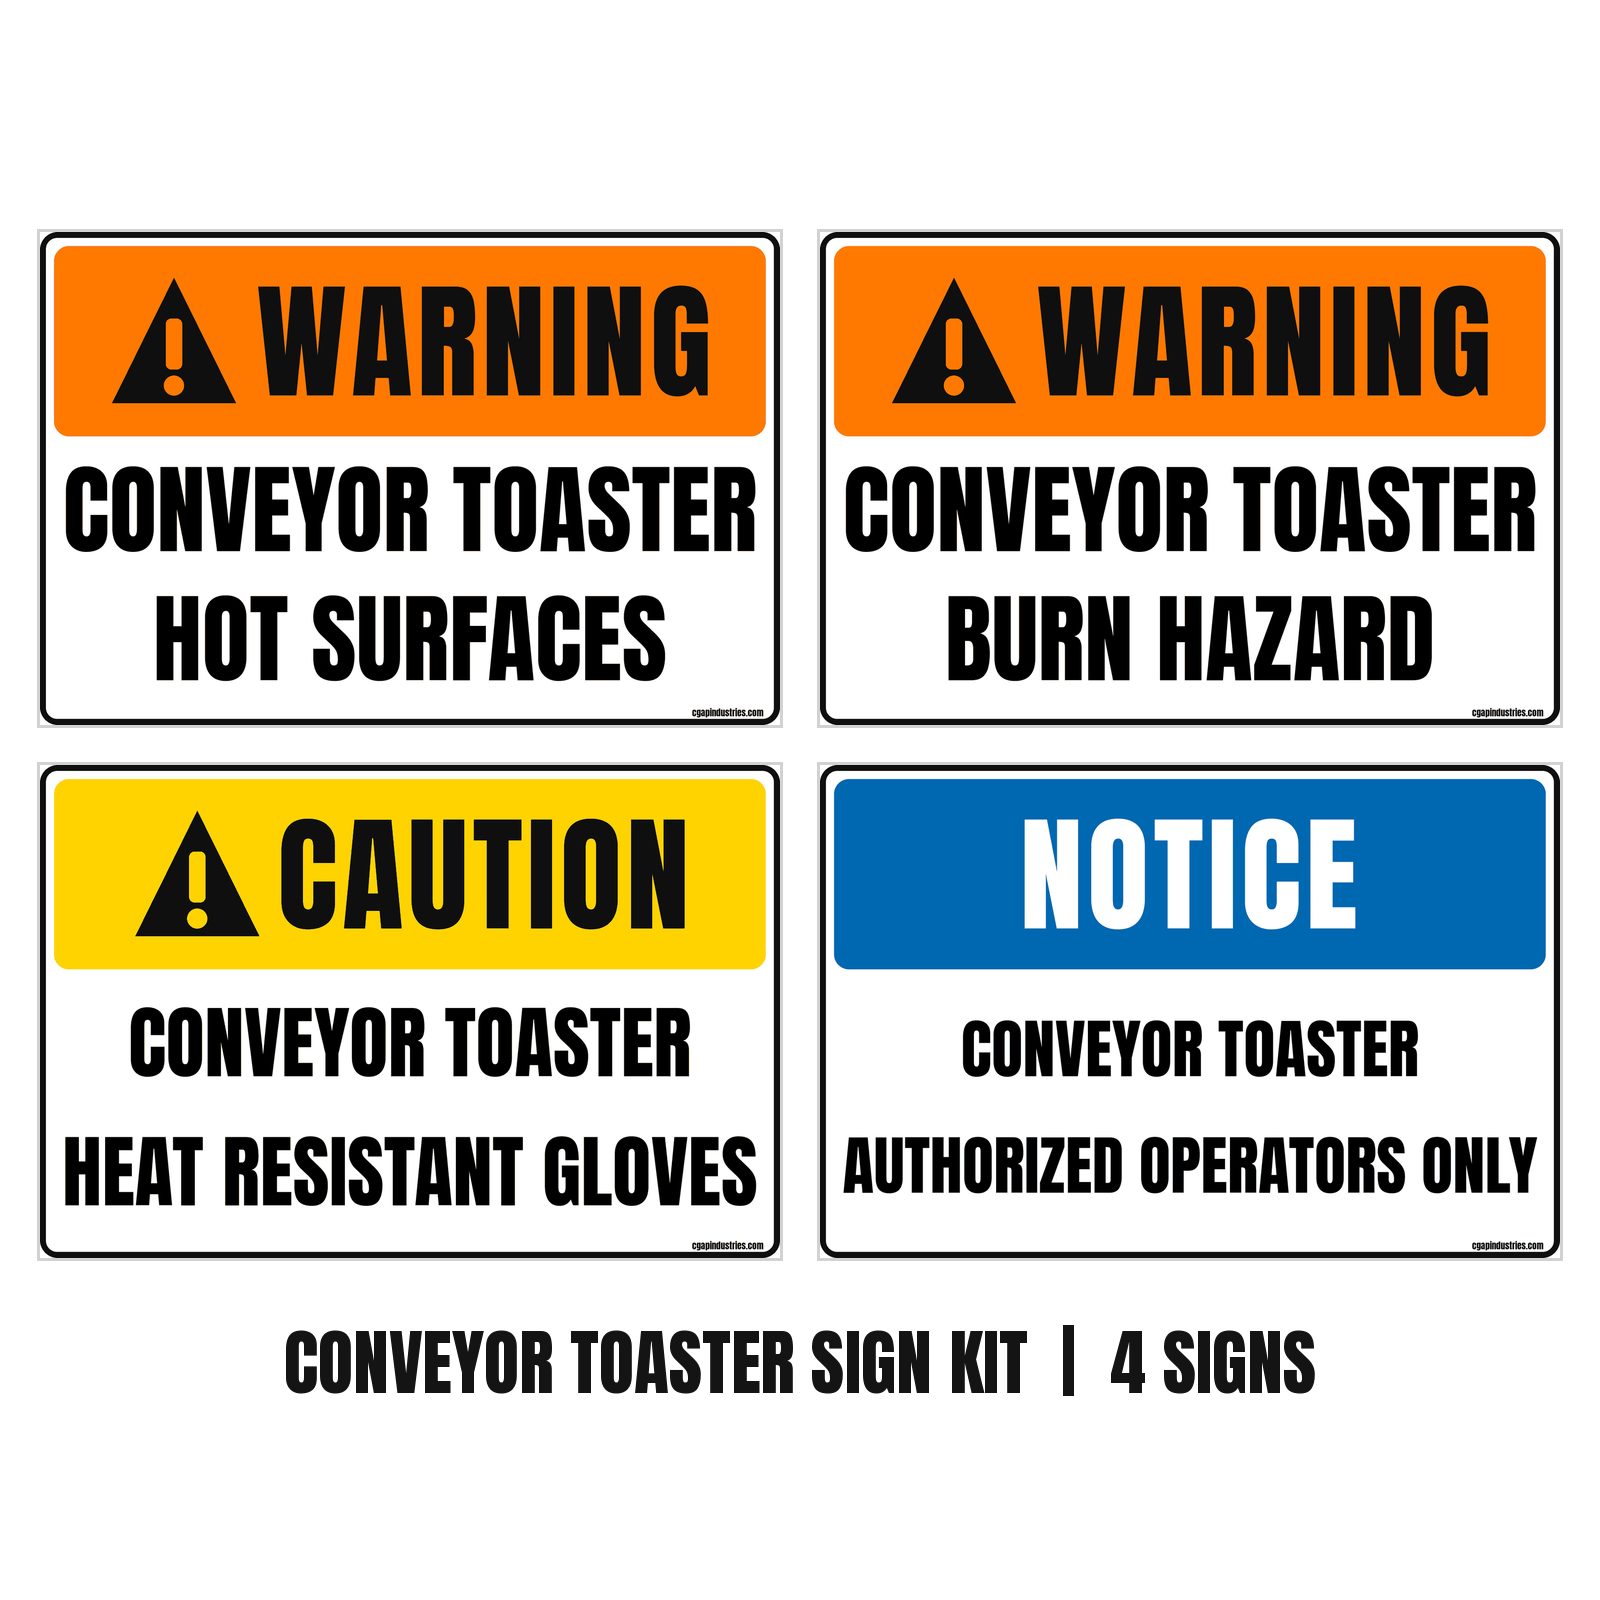 WARNING
CONVEYOR TOASTER
HOT SURFACES
cgapindustries.com
WARNING
CONVEYOR TOASTER
BURN HAZARD
cgapindustries.com
CAUTION
CONVEYOR TOASTER
HEAT RESISTANT GLOVES
cgapindustries.com
NOTICE
CONVEYOR TOASTER
AUTHORIZED OPERATORS ONLY
cgapindustries.com
CONVEYOR TOASTER SIGN KIT | 4 SIGNS